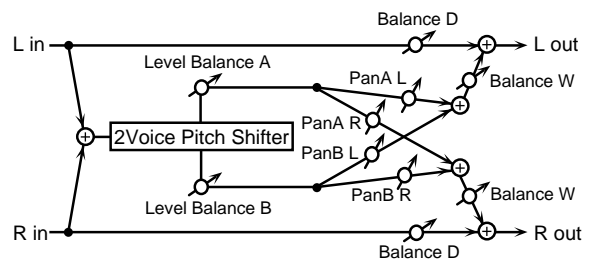 Balance D
L in
L out
Level Balance A
PanA L
Balance W
PanA R
2Voice Pitch Shifter
PanB L
PanB R
Balance W
Level Balance B
R in
R out
Balance D